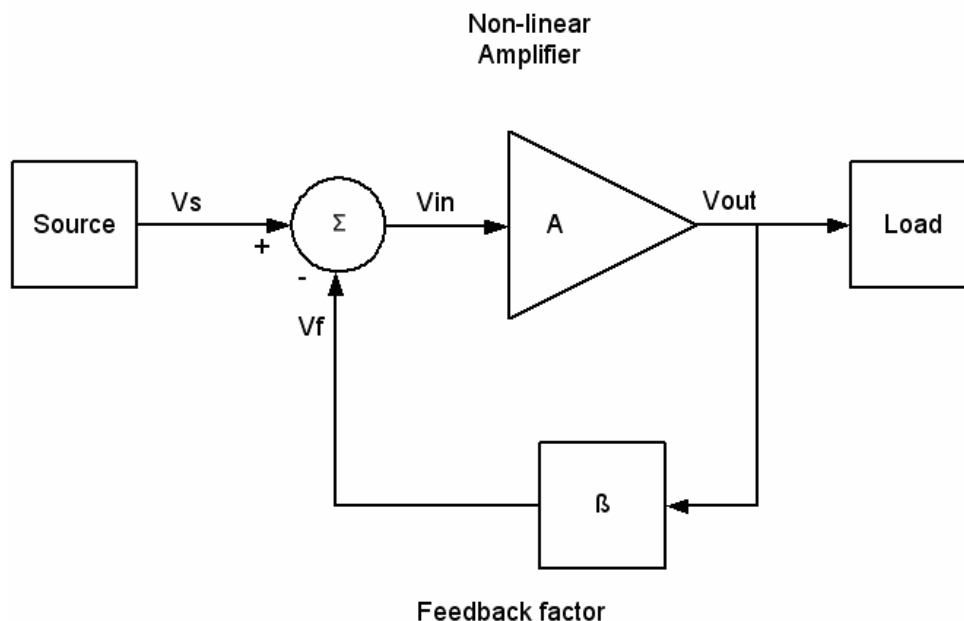 Non-linear
Amplifier
Source
Vs
+
-
Σ
Vin
A
Vout
Load
Vf
ß
Feedback factor